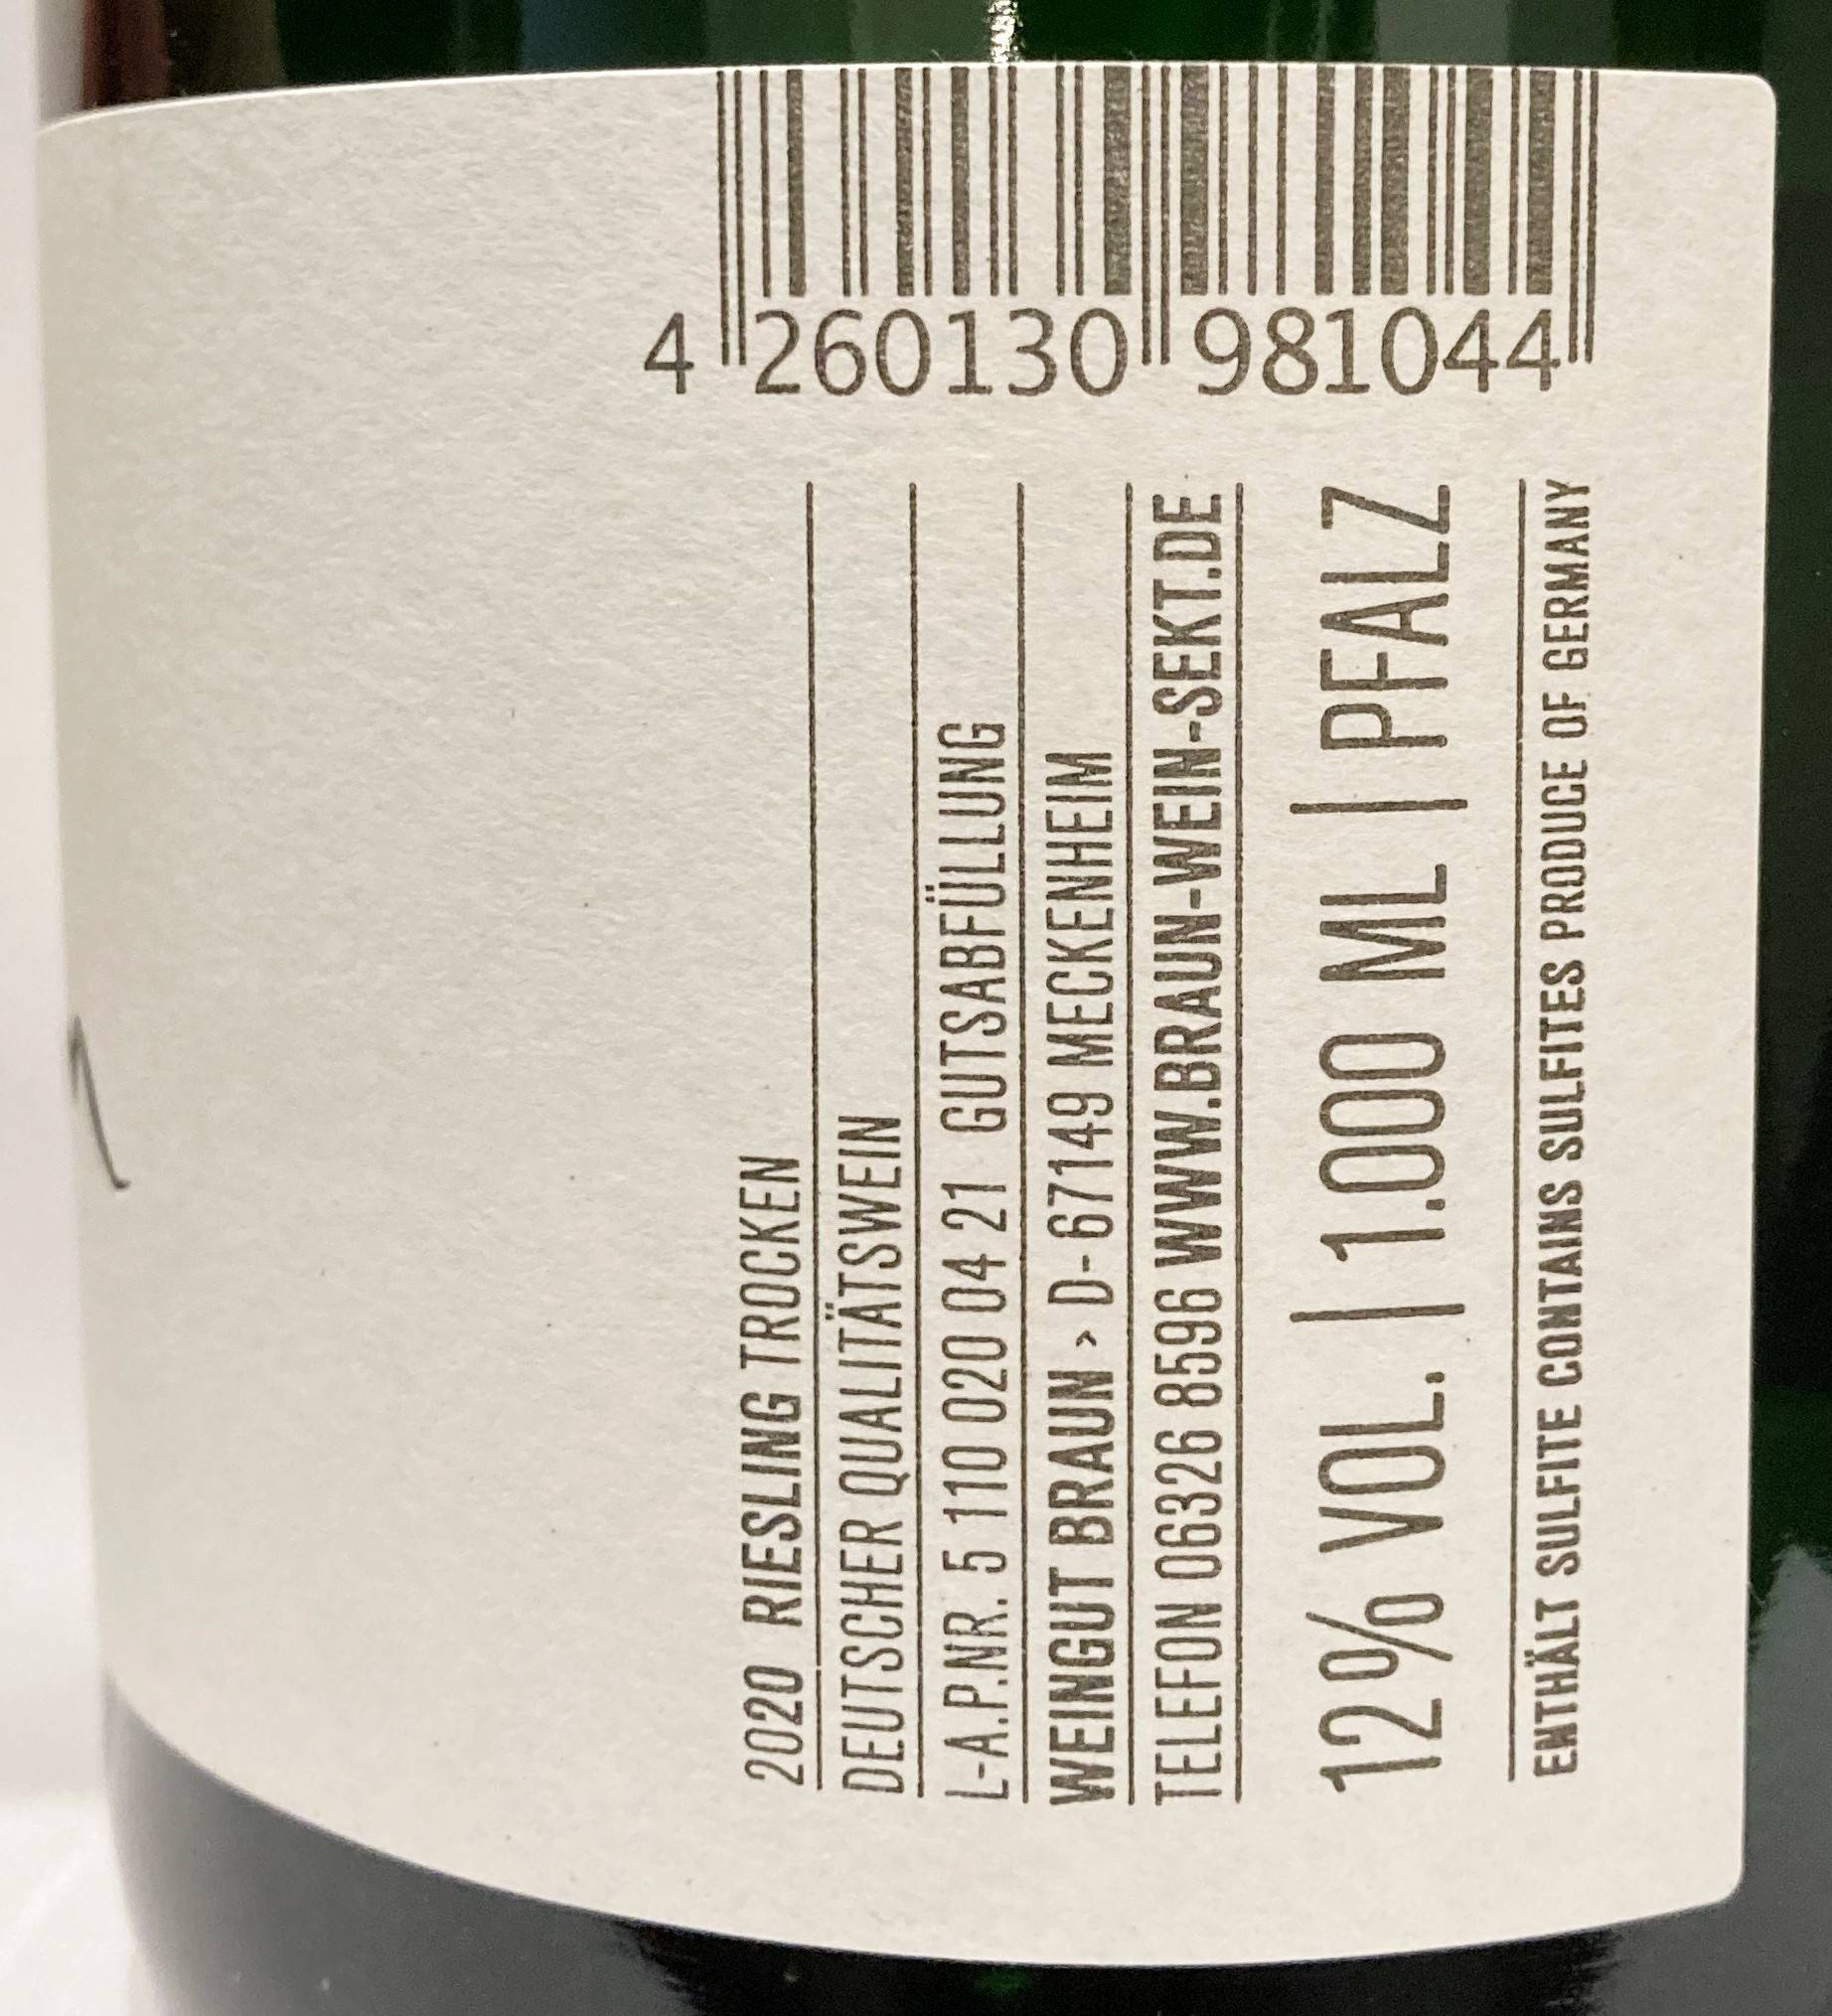 4 260130 981044
2020 RIESLING TROCKEN
DEUTSCHER QUALITÄTSWEIN
L-A.P.NR. 5 110 020 04 21 GUTSABFÜLLUNG
WEINGUT BRAUN > D-67149 MECKENHEIM
TELEFON 06326 8596 WWW.BRAUN-WEIN-SEKT.DE
12% VOL. | 1.000 ML | PFALZ
ENTHÄLT SULFITE CONTAINS SULFITES PRODUCE OF GERMANY